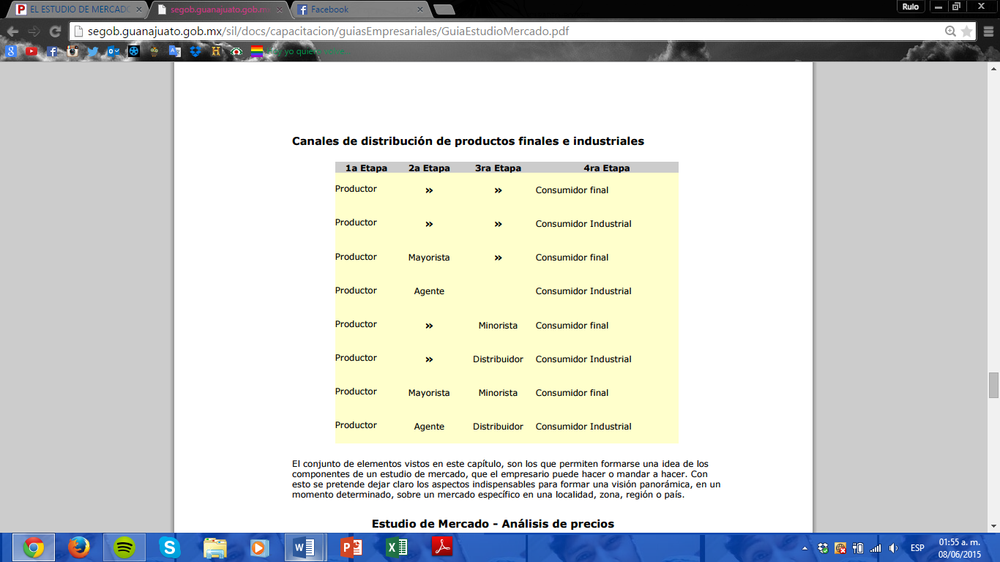 EL ESTUDIO DE MERCADO
segob.guanajuato.gob.mx
Facebook
Rulo
segob.guanajuato.gob.mx/sil/docs/capacitacion/guiasEmpresariales/GuiaEstudioMercado.pdf
Canales de distribución de productos finales e industriales
1a Etapa 2a Etapa 3ra Etapa 4ra Etapa
Productor » » Consumidor final
Productor » » Consumidor Industrial
Productor Mayorista » Consumidor final
Productor Agente Consumidor Industrial
Productor » Minorista Consumidor final
Productor » Distribuidor Consumidor Industrial
Productor Mayorista Minorista Consumidor final
Productor Agente Distribuidor Consumidor Industrial
El conjunto de elementos vistos en este capítulo, son los que permiten formarse una idea de los
componentes de un estudio de mercado, que el empresario puede hacer o mandar a hacer. Con
esto se pretende dejar claro los aspectos indispensables para formar una visión panorámica, en un
momento determinado, sobre un mercado específico en una localidad, zona, región o país.
Estudio de Mercado - Análisis de precios
ESP
01:55 a. m.
08/06/2015